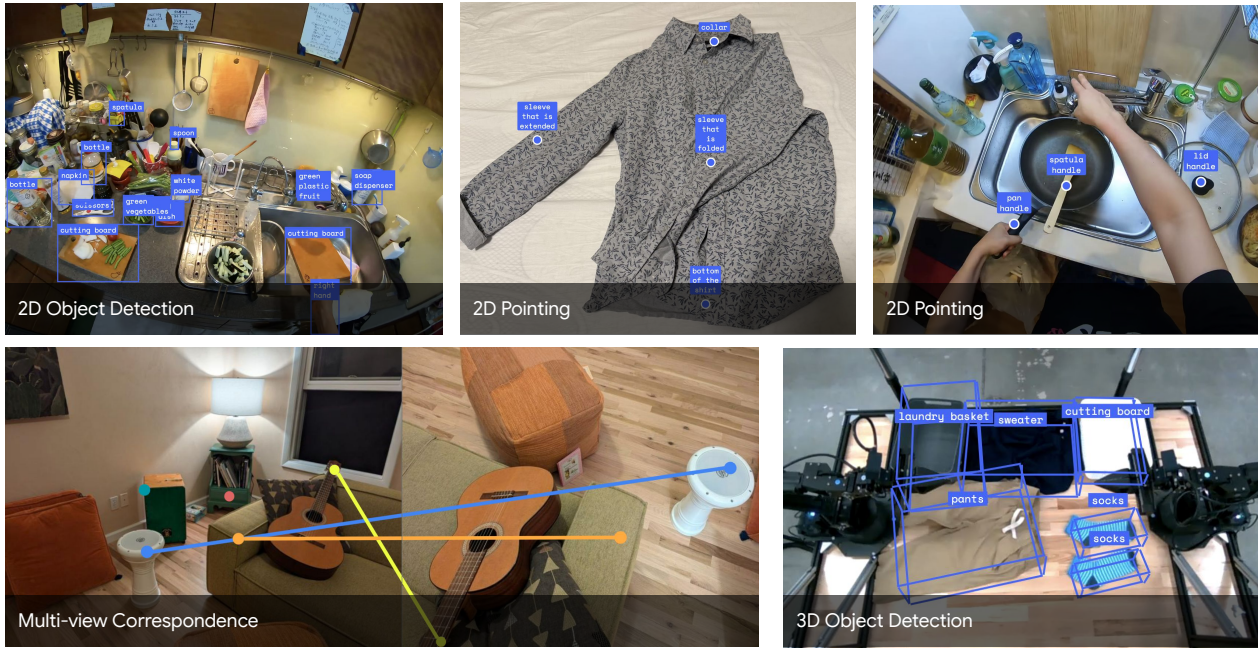 spatula
spoon
bottle
napkin
bottle
white
powder
green
plastic
fruit
soap
dispenser
scissors
green
vegetables
dish
cutting board
cutting board
right
hand
2D Object Detection
collar
sleeve
that is
extended
sleeve
that
is
folded
bottom
of the
shirt
2D Pointing
spatula
handle
lid
handle
pan
handle
2D Pointing
Multi-view Correspondence
laundry basket
sweater
cutting board
pants
socks
socks
3D Object Detection